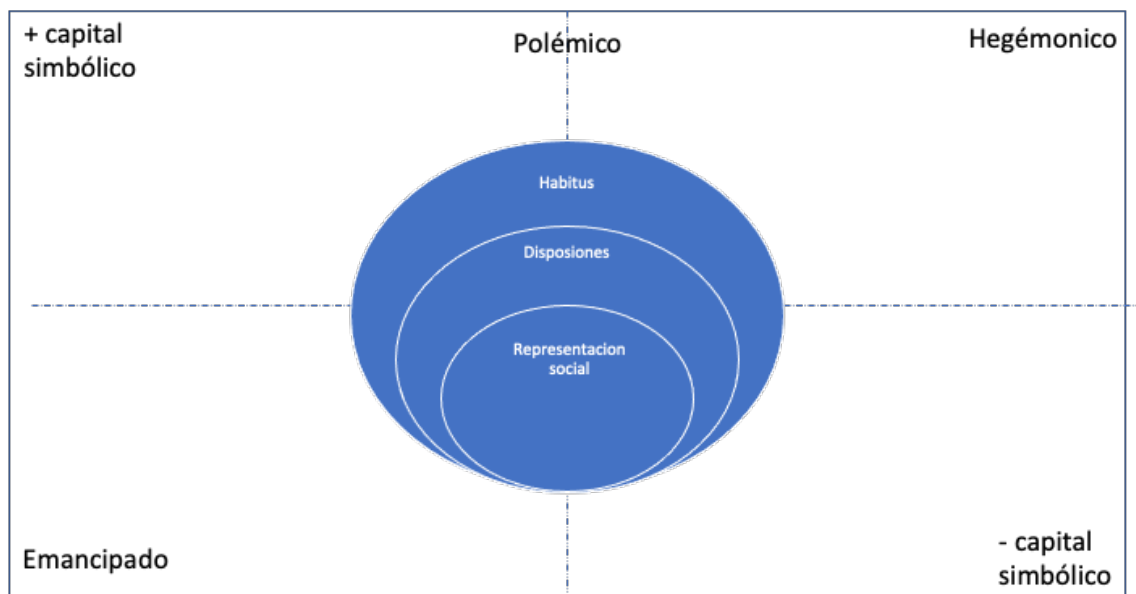 + capital
simbólico
Polémico
Hegémonico
Habitus
Disposiones
Representacion
social
Emancipado
- capital
simbólico